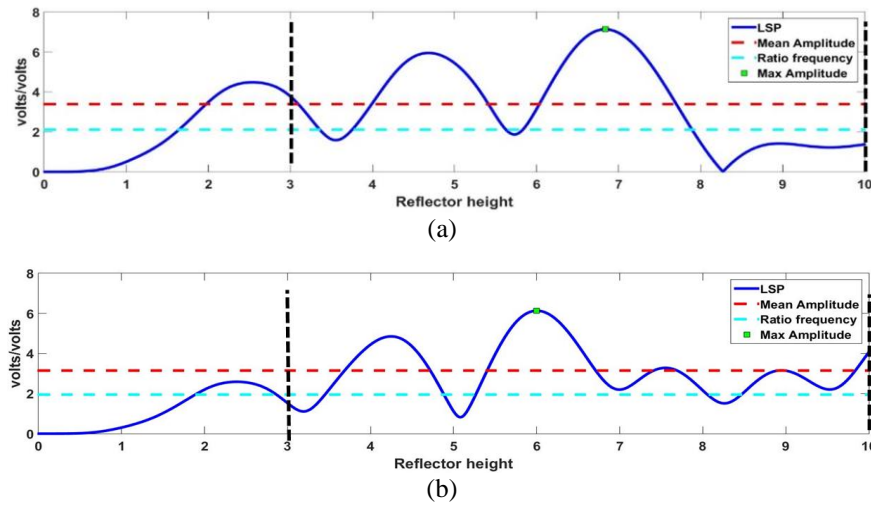 8
6
4
2
0
volts/volts
LSP
Mean Amplitude
Ratio frequency
Max Amplitude
0 1 2 3 4 5 6 7 8 9 10
Reflector height
(a)
8
6
4
2
0
volts/volts
LSP
Mean Amplitude
Ratio frequency
Max Amplitude
0 1 2 3 4 5 6 7 8 9 10
Reflector height
(b)